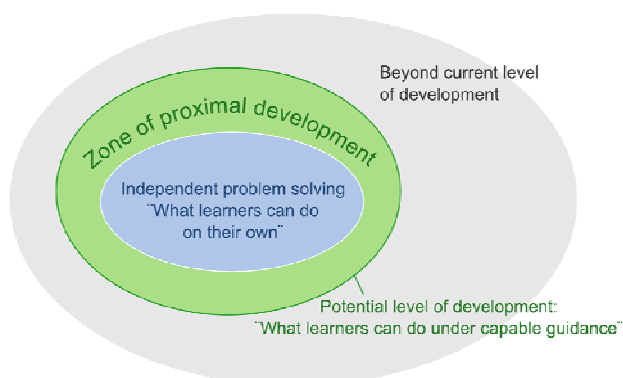 Beyond current level
of development
Zone of proximal development
Independent problem solving
¨What learners can do
on their own¨
Potential level of development:
¨What learners can do under capable guidance¨